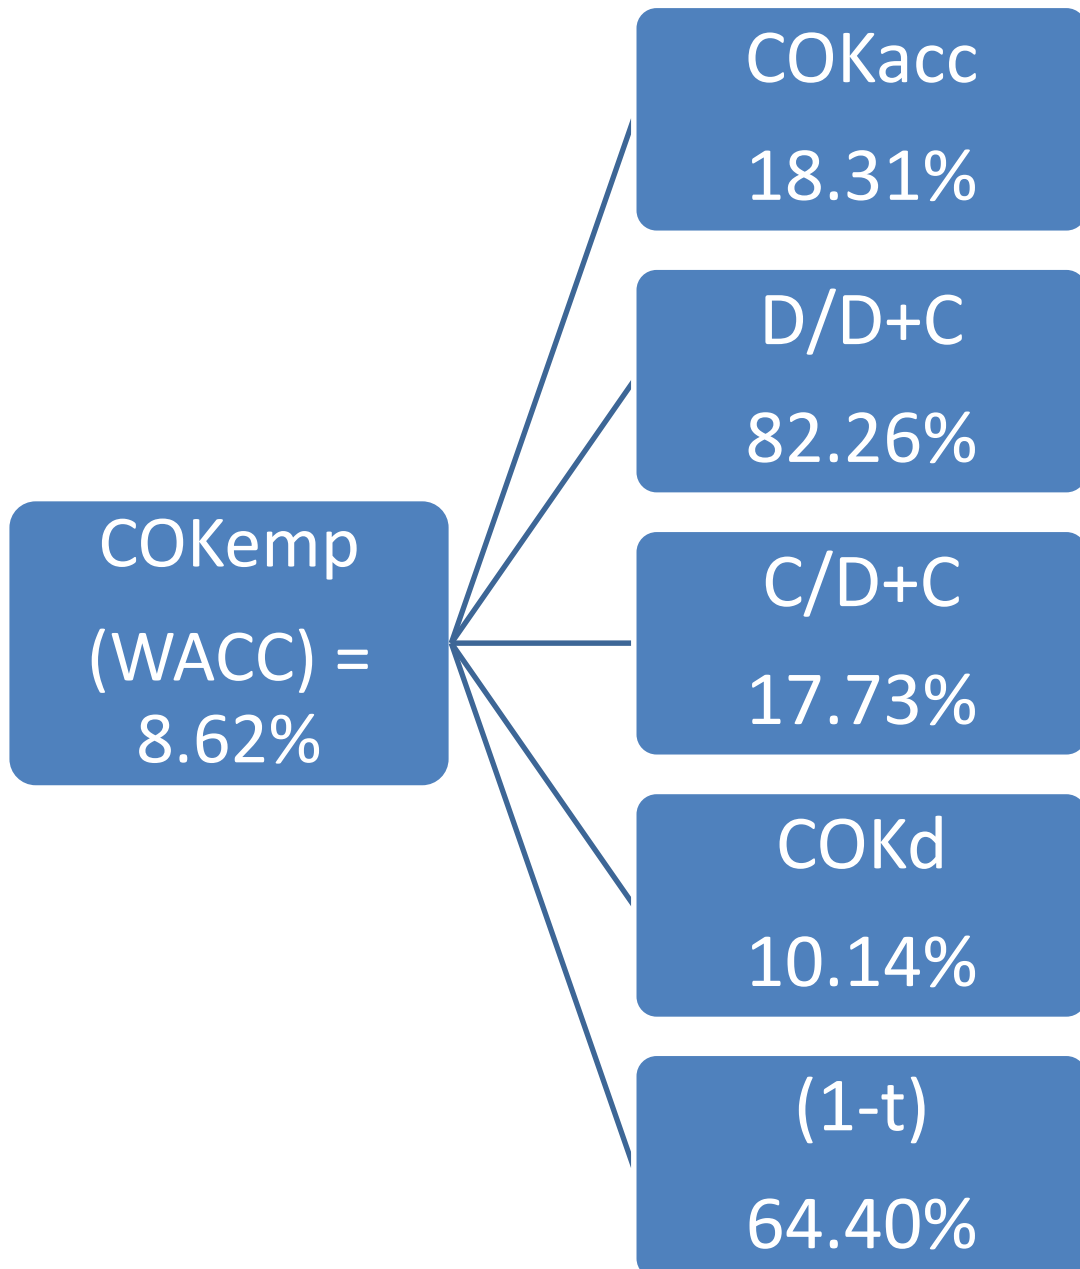 COKemp
(WACC) =
8.62%
COKacc
18.31%
D/D+C
82.26%
C/D+C
17.73%
COKd
10.14%
(1-t)
64.40%